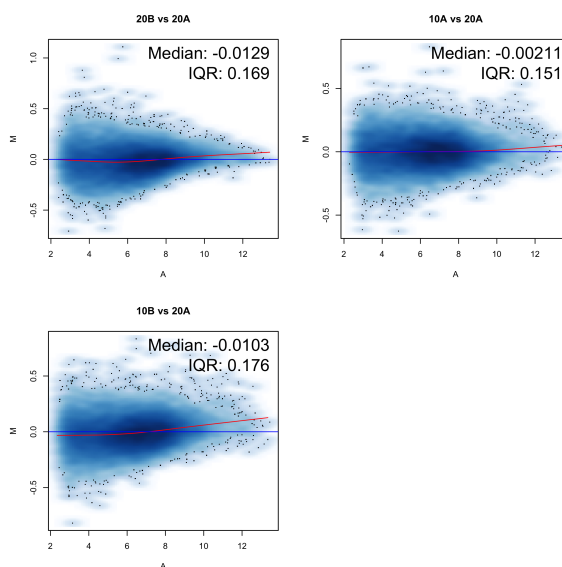 20B vs 20A
Median: -0.0129
IQR: 0.169
1.0
0.5
0.0
-0.5
M
2 4 6 8 10 12
A
10A vs 20A
Median: -0.00211
IQR: 0.151
0.5
0.0
-0.5
M
2 4 6 8 10 12
A
10B vs 20A
Median: -0.0103
IQR: 0.176
0.5
0.0
-0.5
M
2 4 6 8 10 12
A